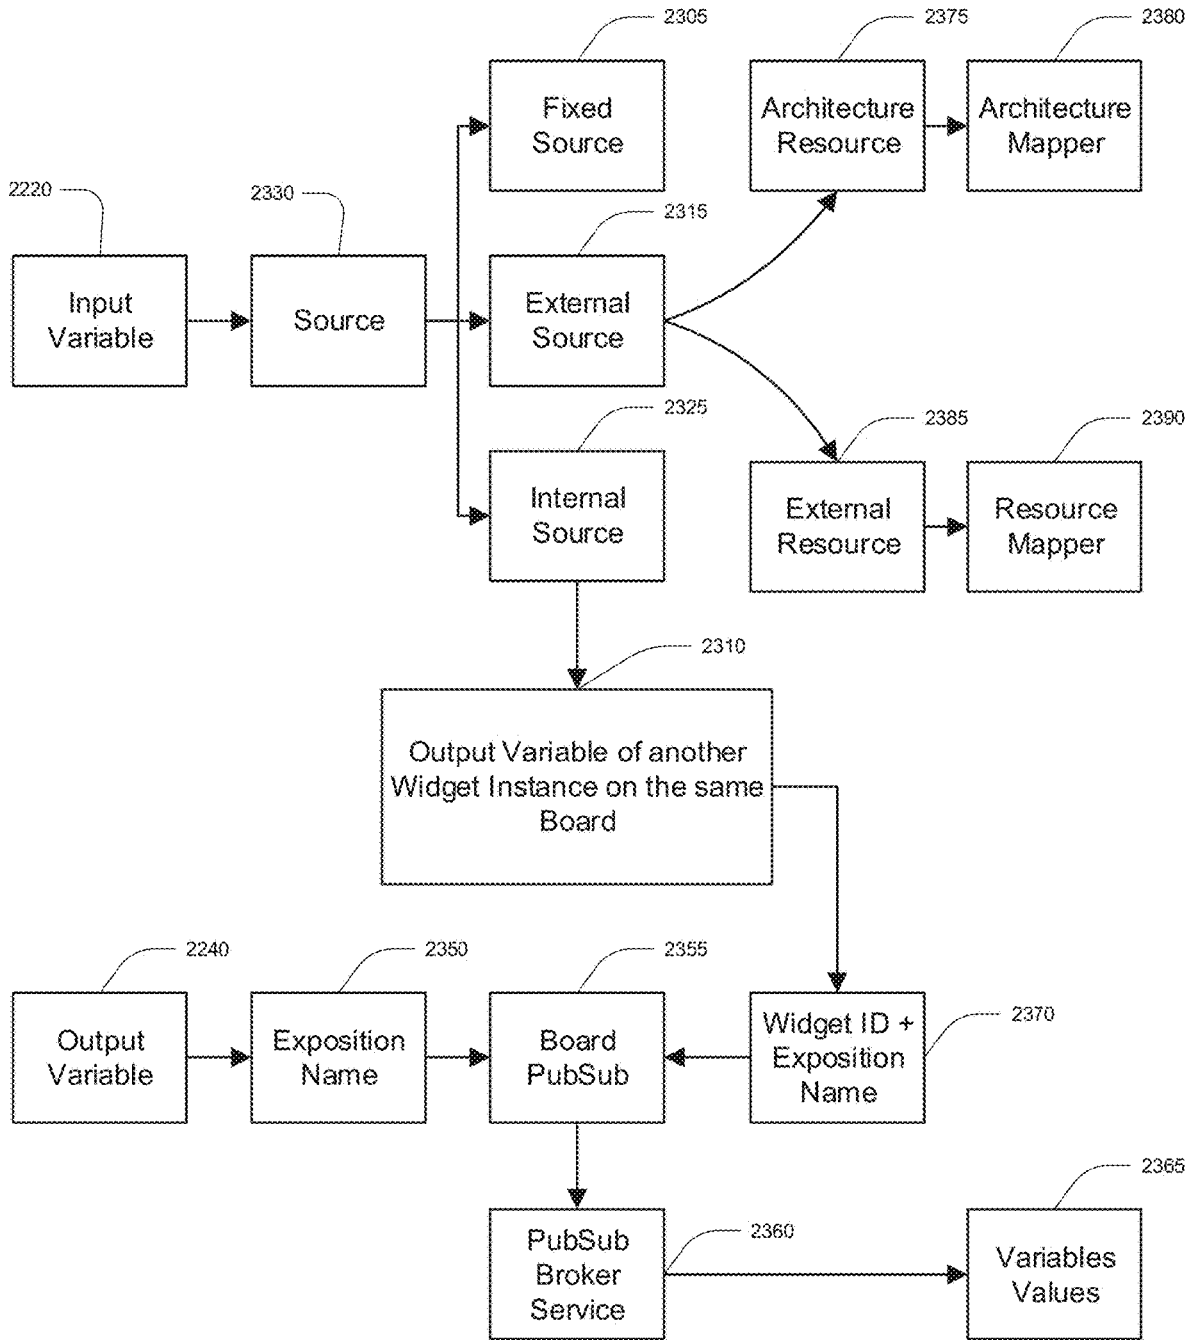 2305
2375
2380
Fixed
Source
Architecture
Resource
Architecture
Mapper
2220
2330
2315
Input
Variable
Source
External
Source
2325
2385
2390
Internal
Source
External
Resource
Resource
Mapper
2310
Output Variable of another
Widget Instance on the same
Board
2240
2350
2355
Output
Variable
Exposition
Name
Board
PubSub
Widget ID +
Exposition
Name
2370
2365
PubSub
Broker
Service
2360
Variables
Values